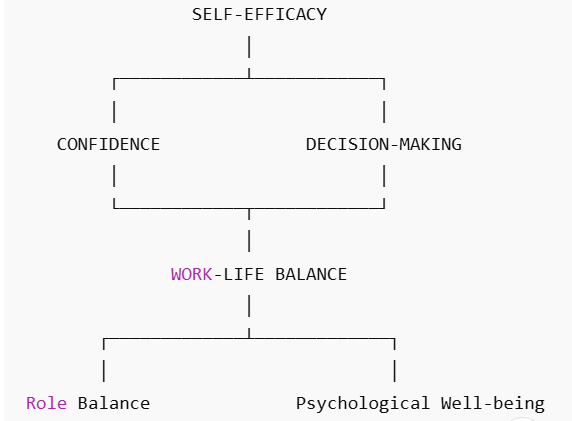 SELF-EFFICACY
CONFIDENCE DECISION-MAKING
WORK-LIFE BALANCE
Role Balance Psychological Well-being